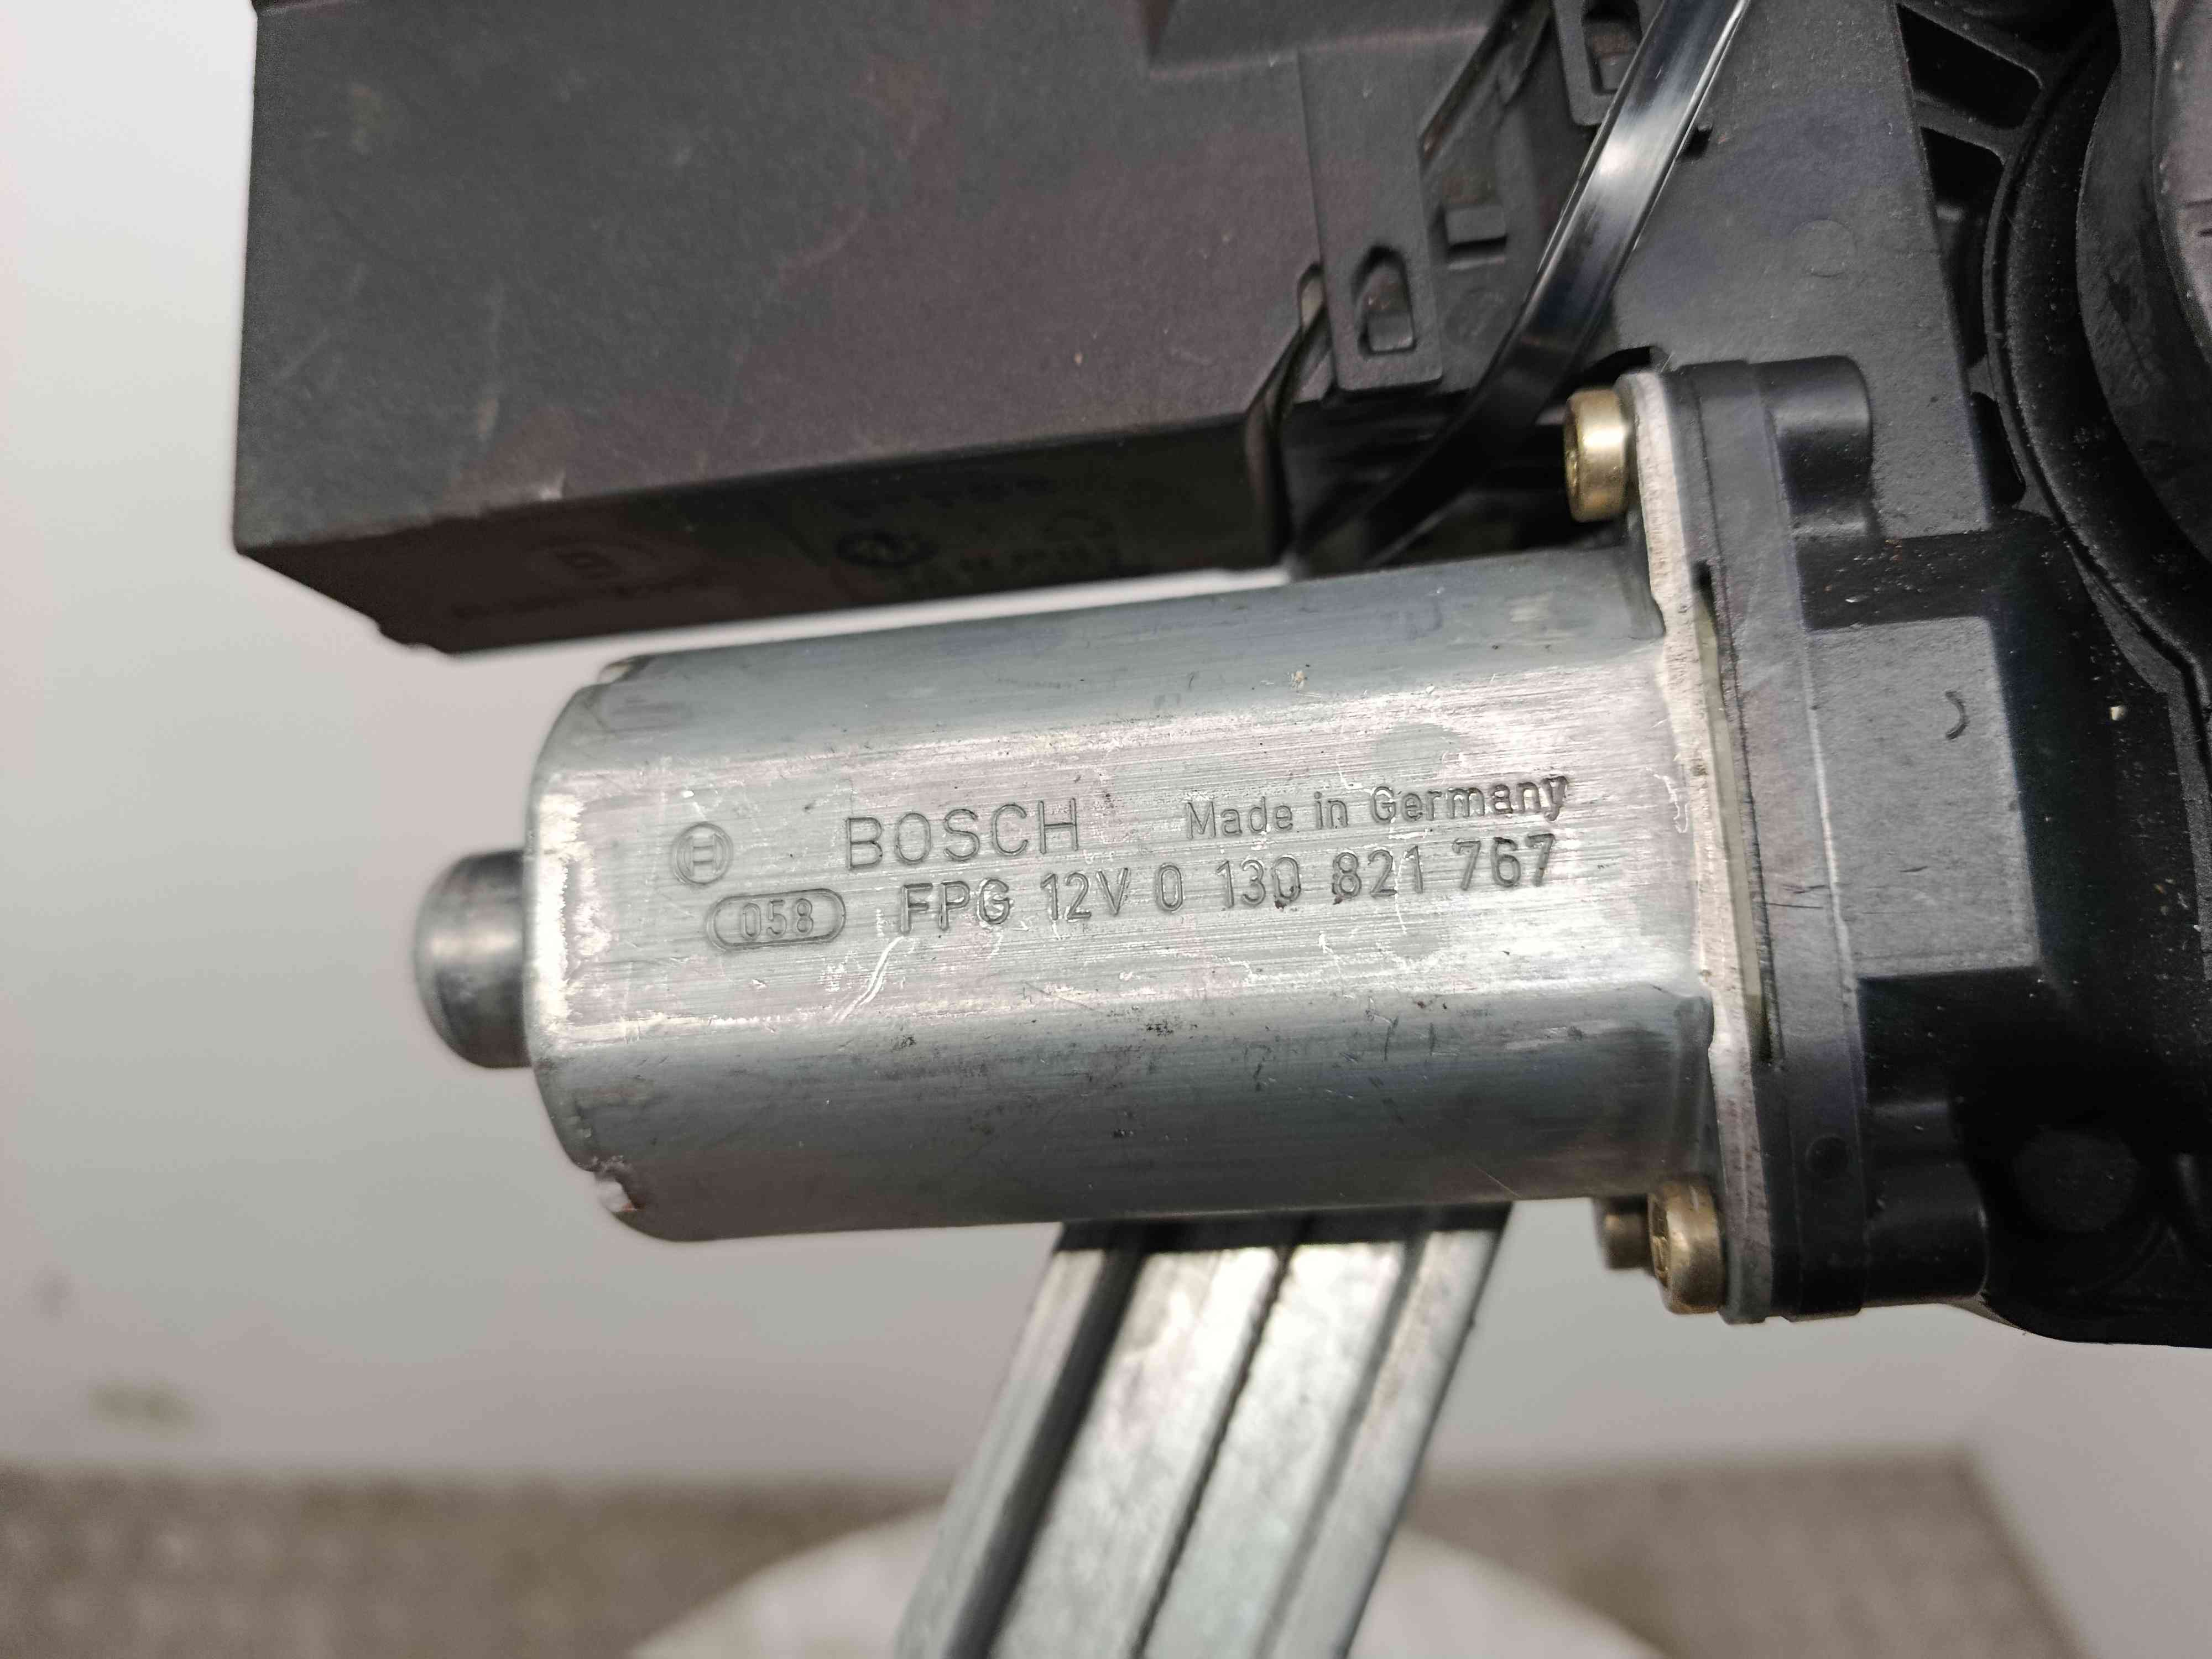 BOSCH Made in Germany
058 FPG 12V 0 130 821 767